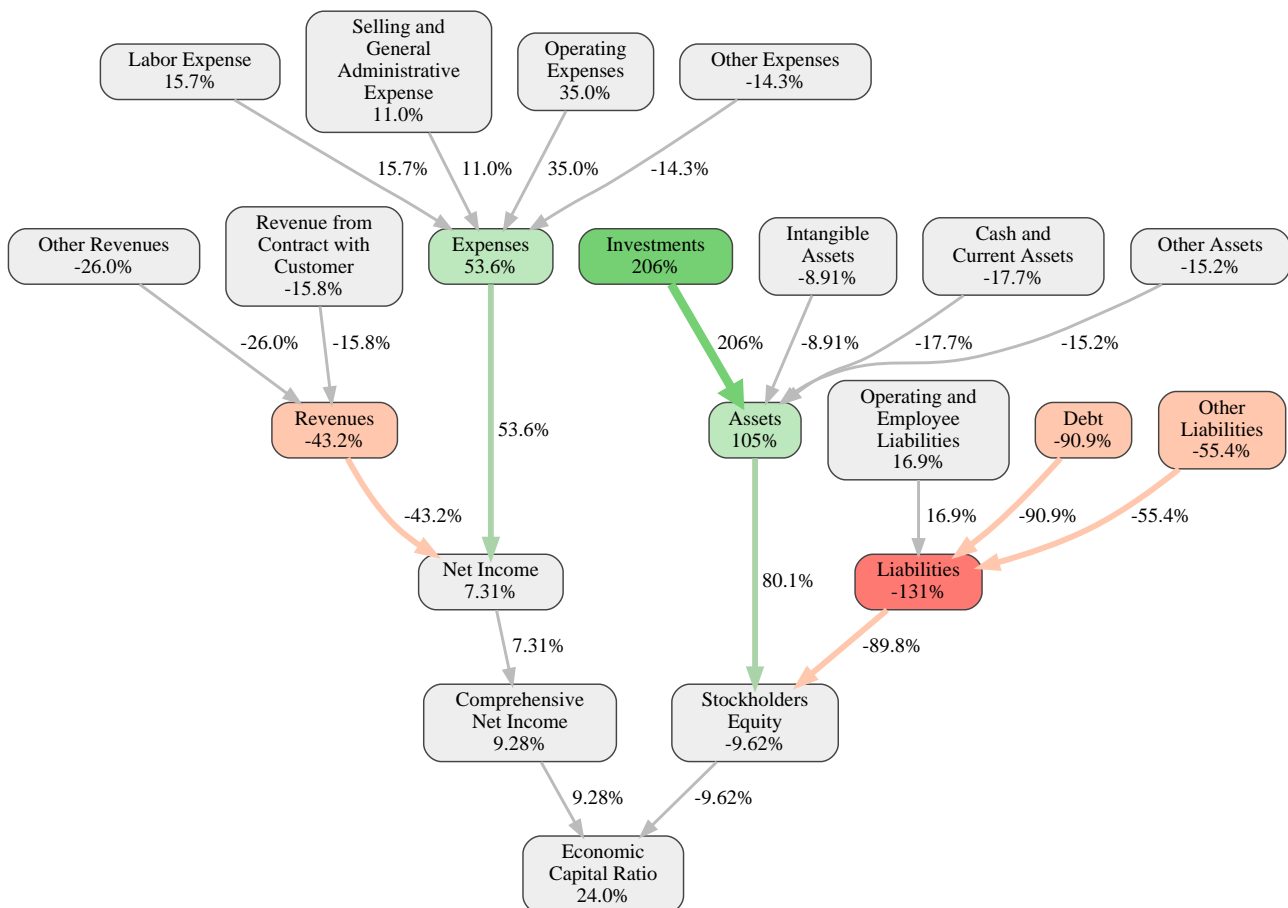 Labor Expense
15.7%
Selling and
General
Administrative
Expense
11.0%
Operating
Expenses
35.0%
Other Expenses
-14.3%
15.7%
11.0%
35.0%
-14.3%
Other Revenues
-26.0%
Revenue from
Contract with
Customer
-15.8%
Expenses
53.6%
Investments
206%
Intangible
Assets
-8.91%
Cash and
Current Assets
-17.7%
Other Assets
-15.2%
-26.0%
-15.8%
206%
-8.91%
-17.7%
-15.2%
Revenues
-43.2%
53.6%
Assets
105%
Operating and
Employee
Liabilities
16.9%
Debt
-90.9%
Other
Liabilities
-55.4%
-43.2%
16.9%
-90.9%
-55.4%
Net Income
7.31%
80.1%
Liabilities
-131%
7.31%
-89.8%
Comprehensive
Net Income
9.28%
Stockholders
Equity
-9.62%
9.28%
-9.62%
Economic
Capital Ratio
24.0%